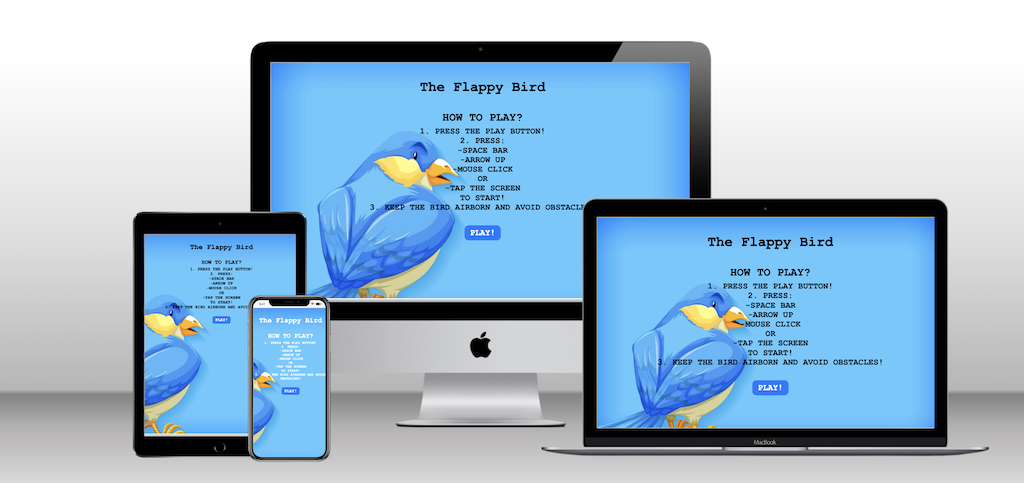 The Flappy Bird
HOW TO PLAY?
1. PRESS THE PLAY BUTTON!
2. PRESS:
-SPACE BAR
-ARROW UP
-MOUSE CLICK
OR
-TAP THE SCREEN
TO START!
3. KEEP THE BIRD AIRBORN AND AVOID OBSTACLE
PLAY!
The Flappy Bird
HOW TO PLAY?
1. PRESS THE PLAY BUTTON!
2. PRESS:
-SPACE BAR
-ARROW UP
-MOUSE CLICK
OR
-TAP THE SCREEN
TO START!
KEEP THE BIRD AIRBORN AND AVOID
PLAY!
The Flappy Bird
HOW TO PLAY?
1. PRESS THE PLAY BUTTON!
2. PRESS:
-SPACE BAR
-ARROW UP
-MOUSE CLICK
OR
-TAP THE SCREEN
TO START!
KEEP THE BIRD AIRBORN AND AVOID
OBSTACLES!
PLAY!
The Flappy Bird
HOW TO PLAY?
1. PRESS THE PLAY BUTTON!
2. PRESS:
-SPACE BAR
-ARROW UP
-MOUSE CLICK
OR
-TAP THE SCREEN
TO START!
3. KEEP THE BIRD AIRBORN AND AVOID OBSTACLES!
PLAY!
MacBook